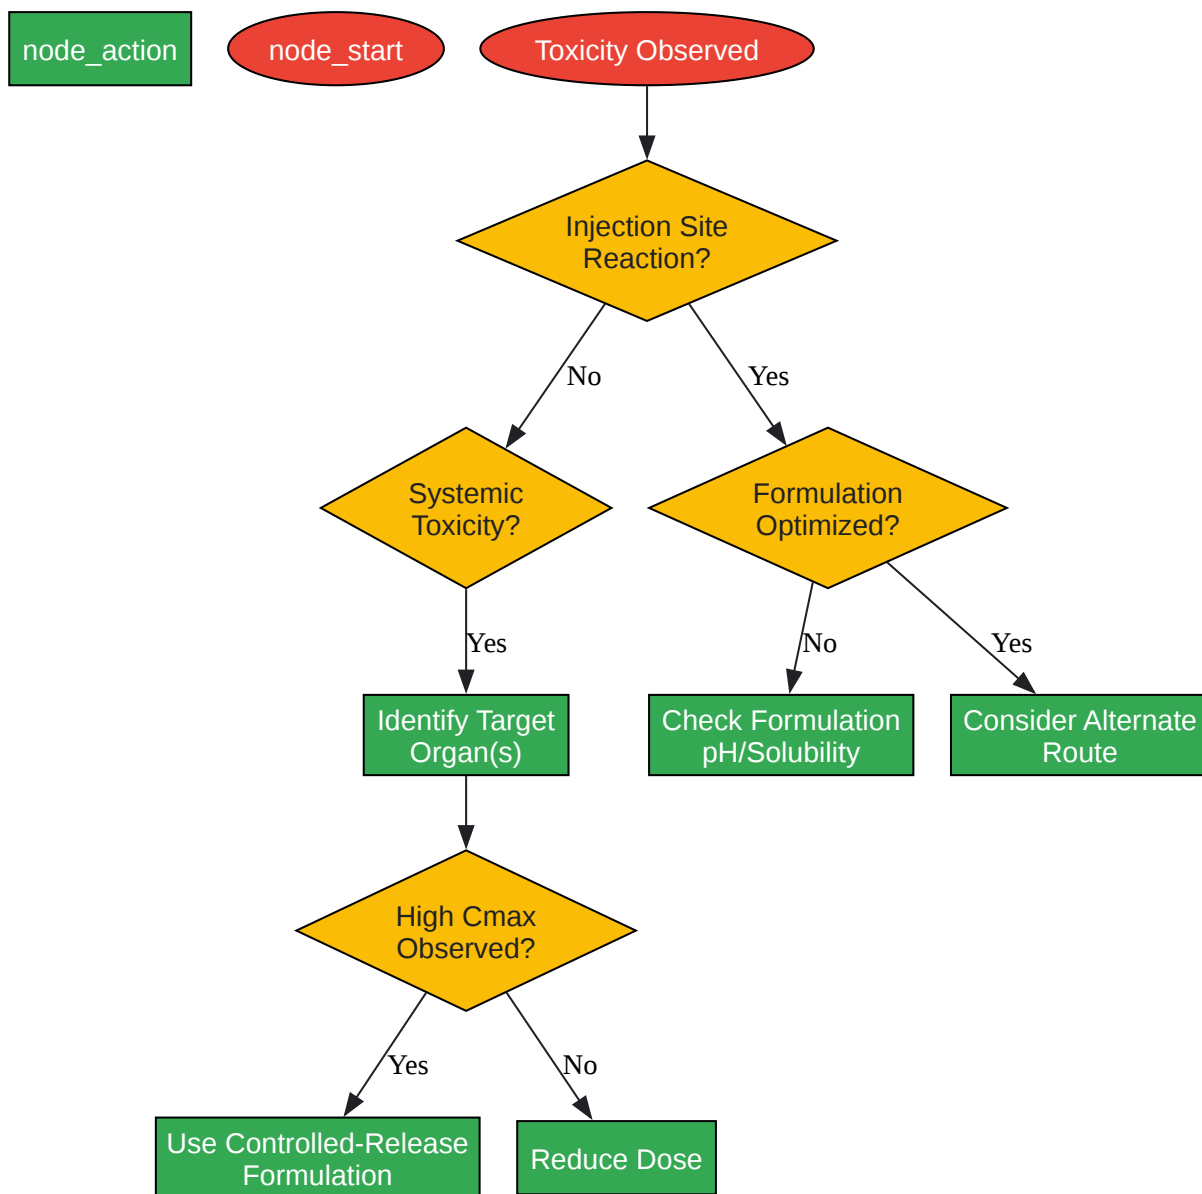 node_action
node_start
Toxicity Observed
Injection Site
Reaction?
No
Yes
Systemic
Toxicity?
Formulation
Optimized?
Yes
No
Yes
Identify Target
Organ(s)
Check Formulation
pH/Solubility
Consider Alternate
Route
High Cmax
Observed?
Yes
No
Use Controlled-Release
Formulation
Reduce Dose